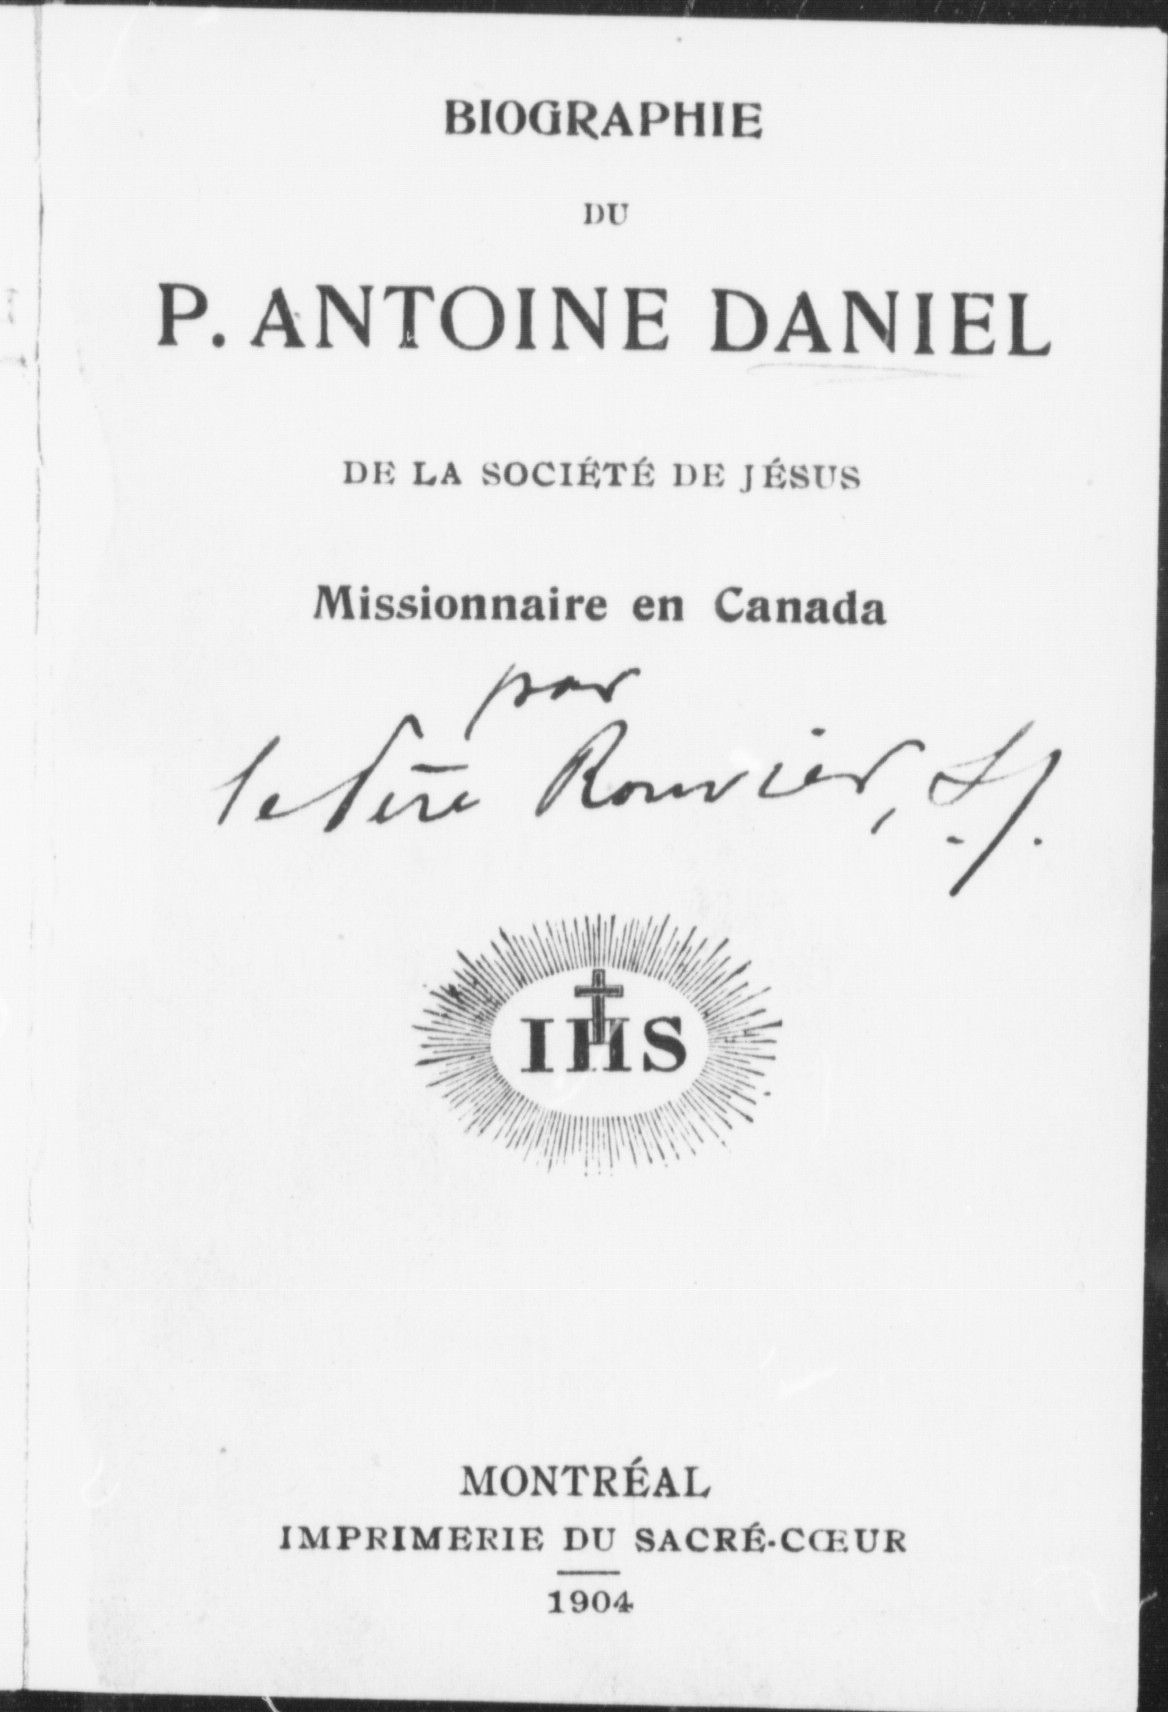 BIOGRAPHIE
DU
P. ANTOINE DANIEL
DE LA SOCIÉTÉ DE JÉSUS
Missionnaire en Canada
par
le Père Rouvier, S.J.
IHS
MONTRÉAL
IMPRIMERIE DU SACRÉ-CŒUR
1904